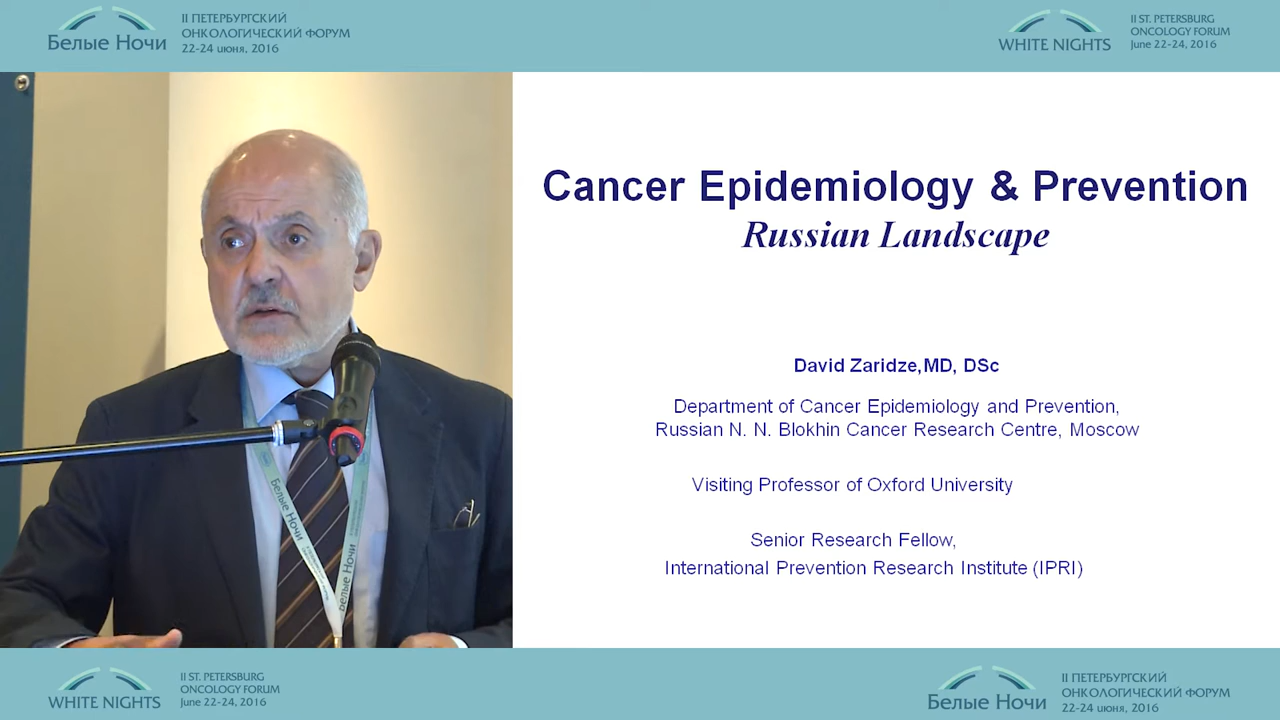 Белые Ночи
II ПЕТЕРБУРГСКИЙ
ОНКОЛОГИЧЕСКИЙ ФОРУМ
22-24 июня, 2016
WHITE NIGHTS
II ST. PETERSBURG
ONCOLOGY FORUM
June 22-24, 2016
Cancer Epidemiology & Prevention
Russian Landscape
David Zaridze,MD, DSc
Department of Cancer Epidemiology and Prevention,
Russian N. N. Blokhin Cancer Research Centre, Moscow
Visiting Professor of Oxford University
Senior Research Fellow,
International Prevention Research Institute (IPRI)
Белые Ночи
Белые Ночи
WHITE NIGHTS
II ST. PETERSBURG
ONCOLOGY FORUM
June 22-24, 2016
Белые Ночи
II ПЕТЕРБУРГСКИЙ
ОНКОЛОГИЧЕСКИЙ ФОРУМ
22-24 июня, 2016